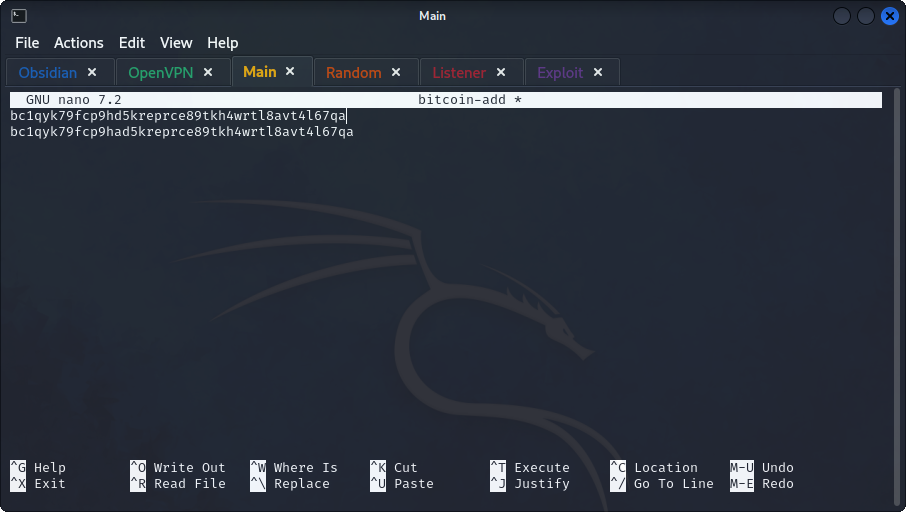 Main
File Actions Edit View Help
Obsidian OpenVPN Main Random Listener Exploit
GNU nano 7.2 bitcoin-add *
bc1qyk79fcp9hd5kreprce89tkh4wrtl8avt4l67qa
bc1qyk79fcp9had5kreprce89tkh4wrtl8avt4l67qa
^G Help ^O Write Out ^W Where Is ^K Cut ^T Execute ^C Location M-U Undo
^X Exit ^R Read File ^\ Replace ^U Paste ^J Justify ^/ Go To Line M-E Redo